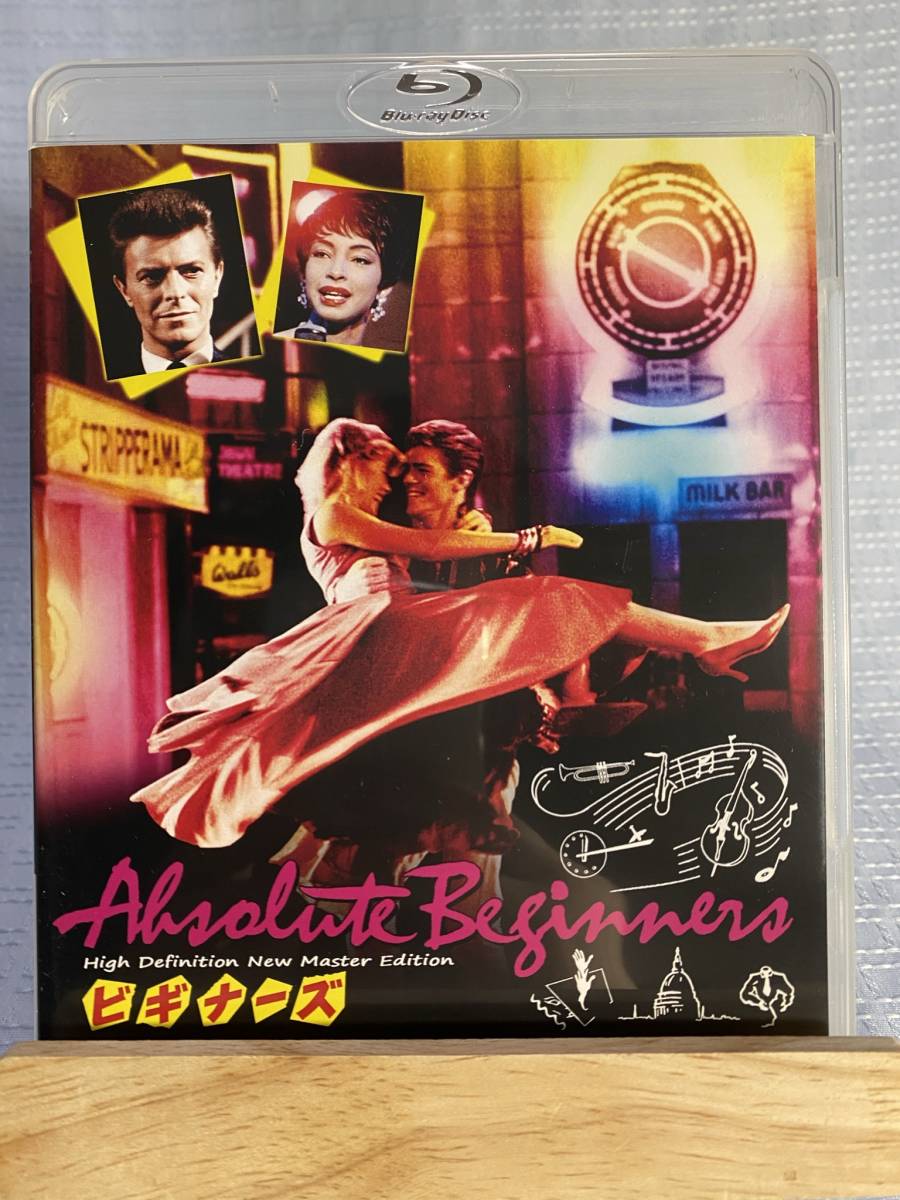 Blu-ray Disc
STRIPPERAMA
THEATRE
MILK BAR
Walls
Absolute Beginners
High Definition New Master Edition
ビギナーズ